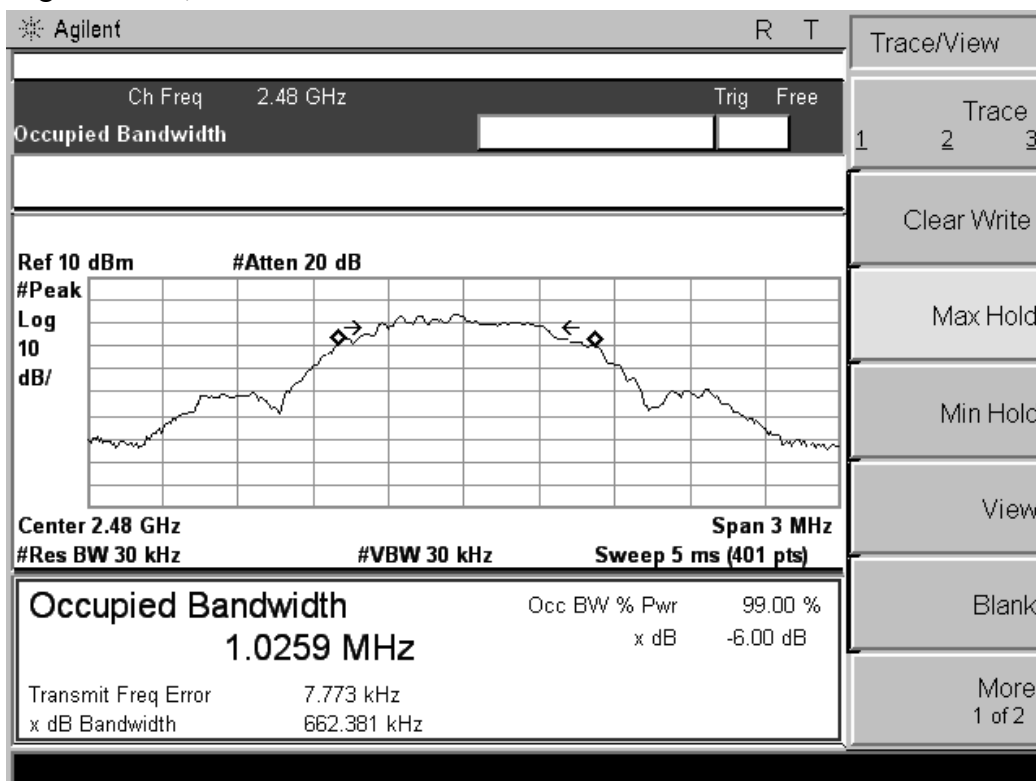 Agilent R T
Trace/View
Ch Freq 2.48 GHz Trig Free
Occupied Bandwidth
Trace
1 2 3
Clear Write
Ref 10 dBm #Atten 20 dB
#Peak
Log
10
dB/
Max Hold
Min Hold
Center 2.48 GHz Span 3 MHz
#Res BW 30 kHz #VBW 30 kHz Sweep 5 ms (401 pts)
View
Occupied Bandwidth Occ BW % Pwr 99.00 %
1.0259 MHz x dB -6.00 dB
Blank
Transmit Freq Error 7.773 kHz
x dB Bandwidth 662.381 kHz
More
1 of 2